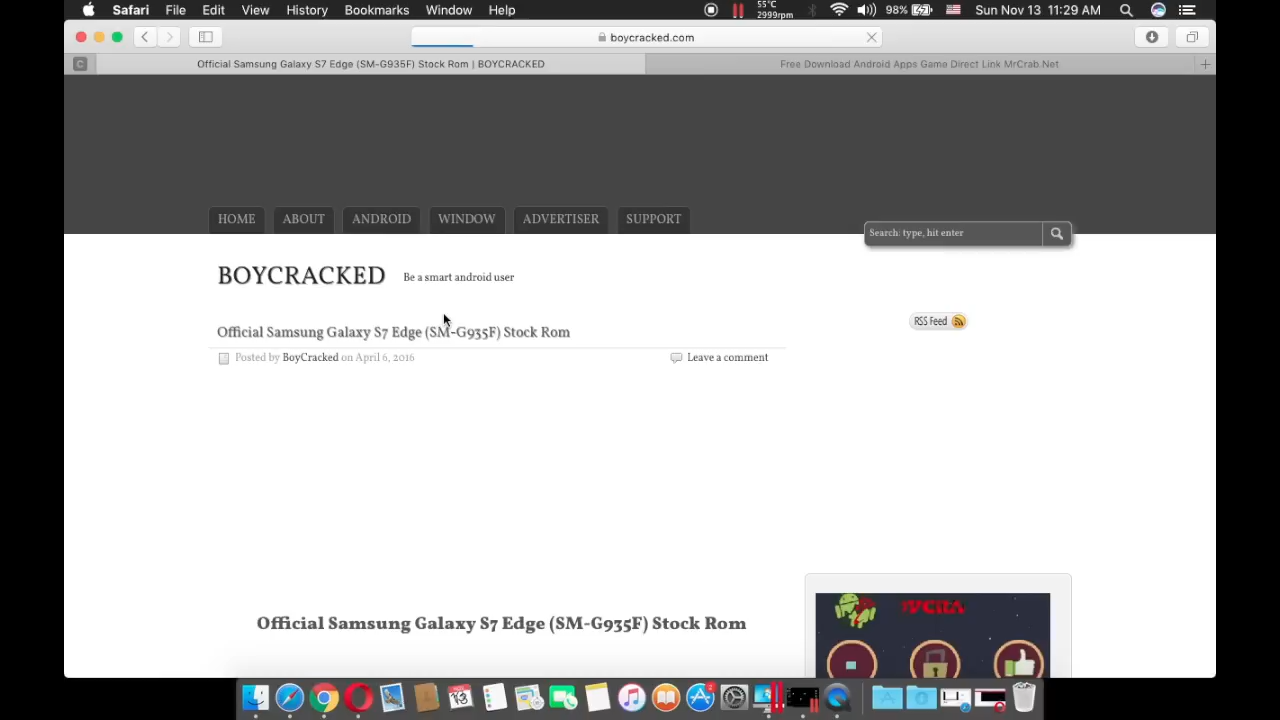 Safari File Edit View History Bookmarks Window Help 55°C 2999rpm 98% Sun Nov 13 11:29 AM
boycracked.com
C Official Samsung Galaxy S7 Edge (SM-G935F) Stock Rom | BOYCRACKED Free Download Android Apps Game Direct Link MrCrab.Net
HOME ABOUT ANDROID WINDOW ADVERTISER SUPPORT
Search: type, hit enter
BOYCRACKED Be a smart android user
RSS Feed
Official Samsung Galaxy S7 Edge (SM-G935F) Stock Rom
Posted by BoyCracked on April 6, 2016 Leave a comment
Official Samsung Galaxy S7 Edge (SM-G935F) Stock Rom